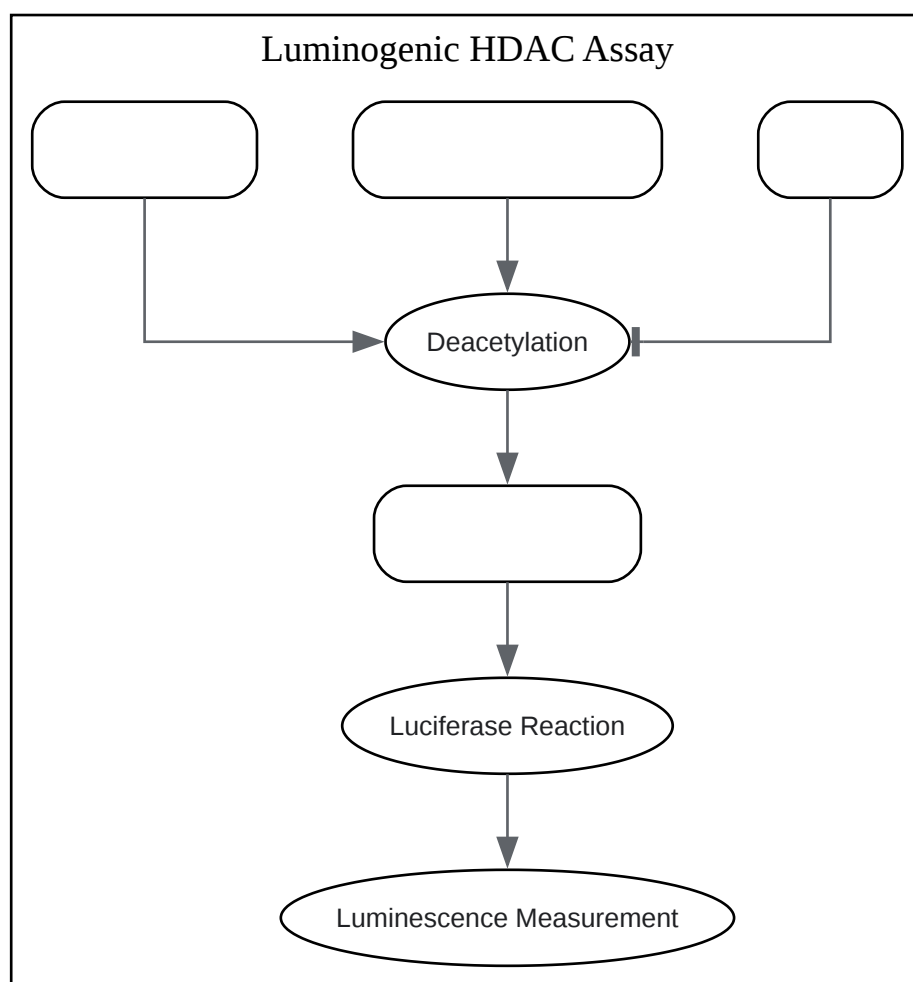 Luminogenic HDAC Assay
Deacetylation
Luciferase Reaction
Luminescence Measurement